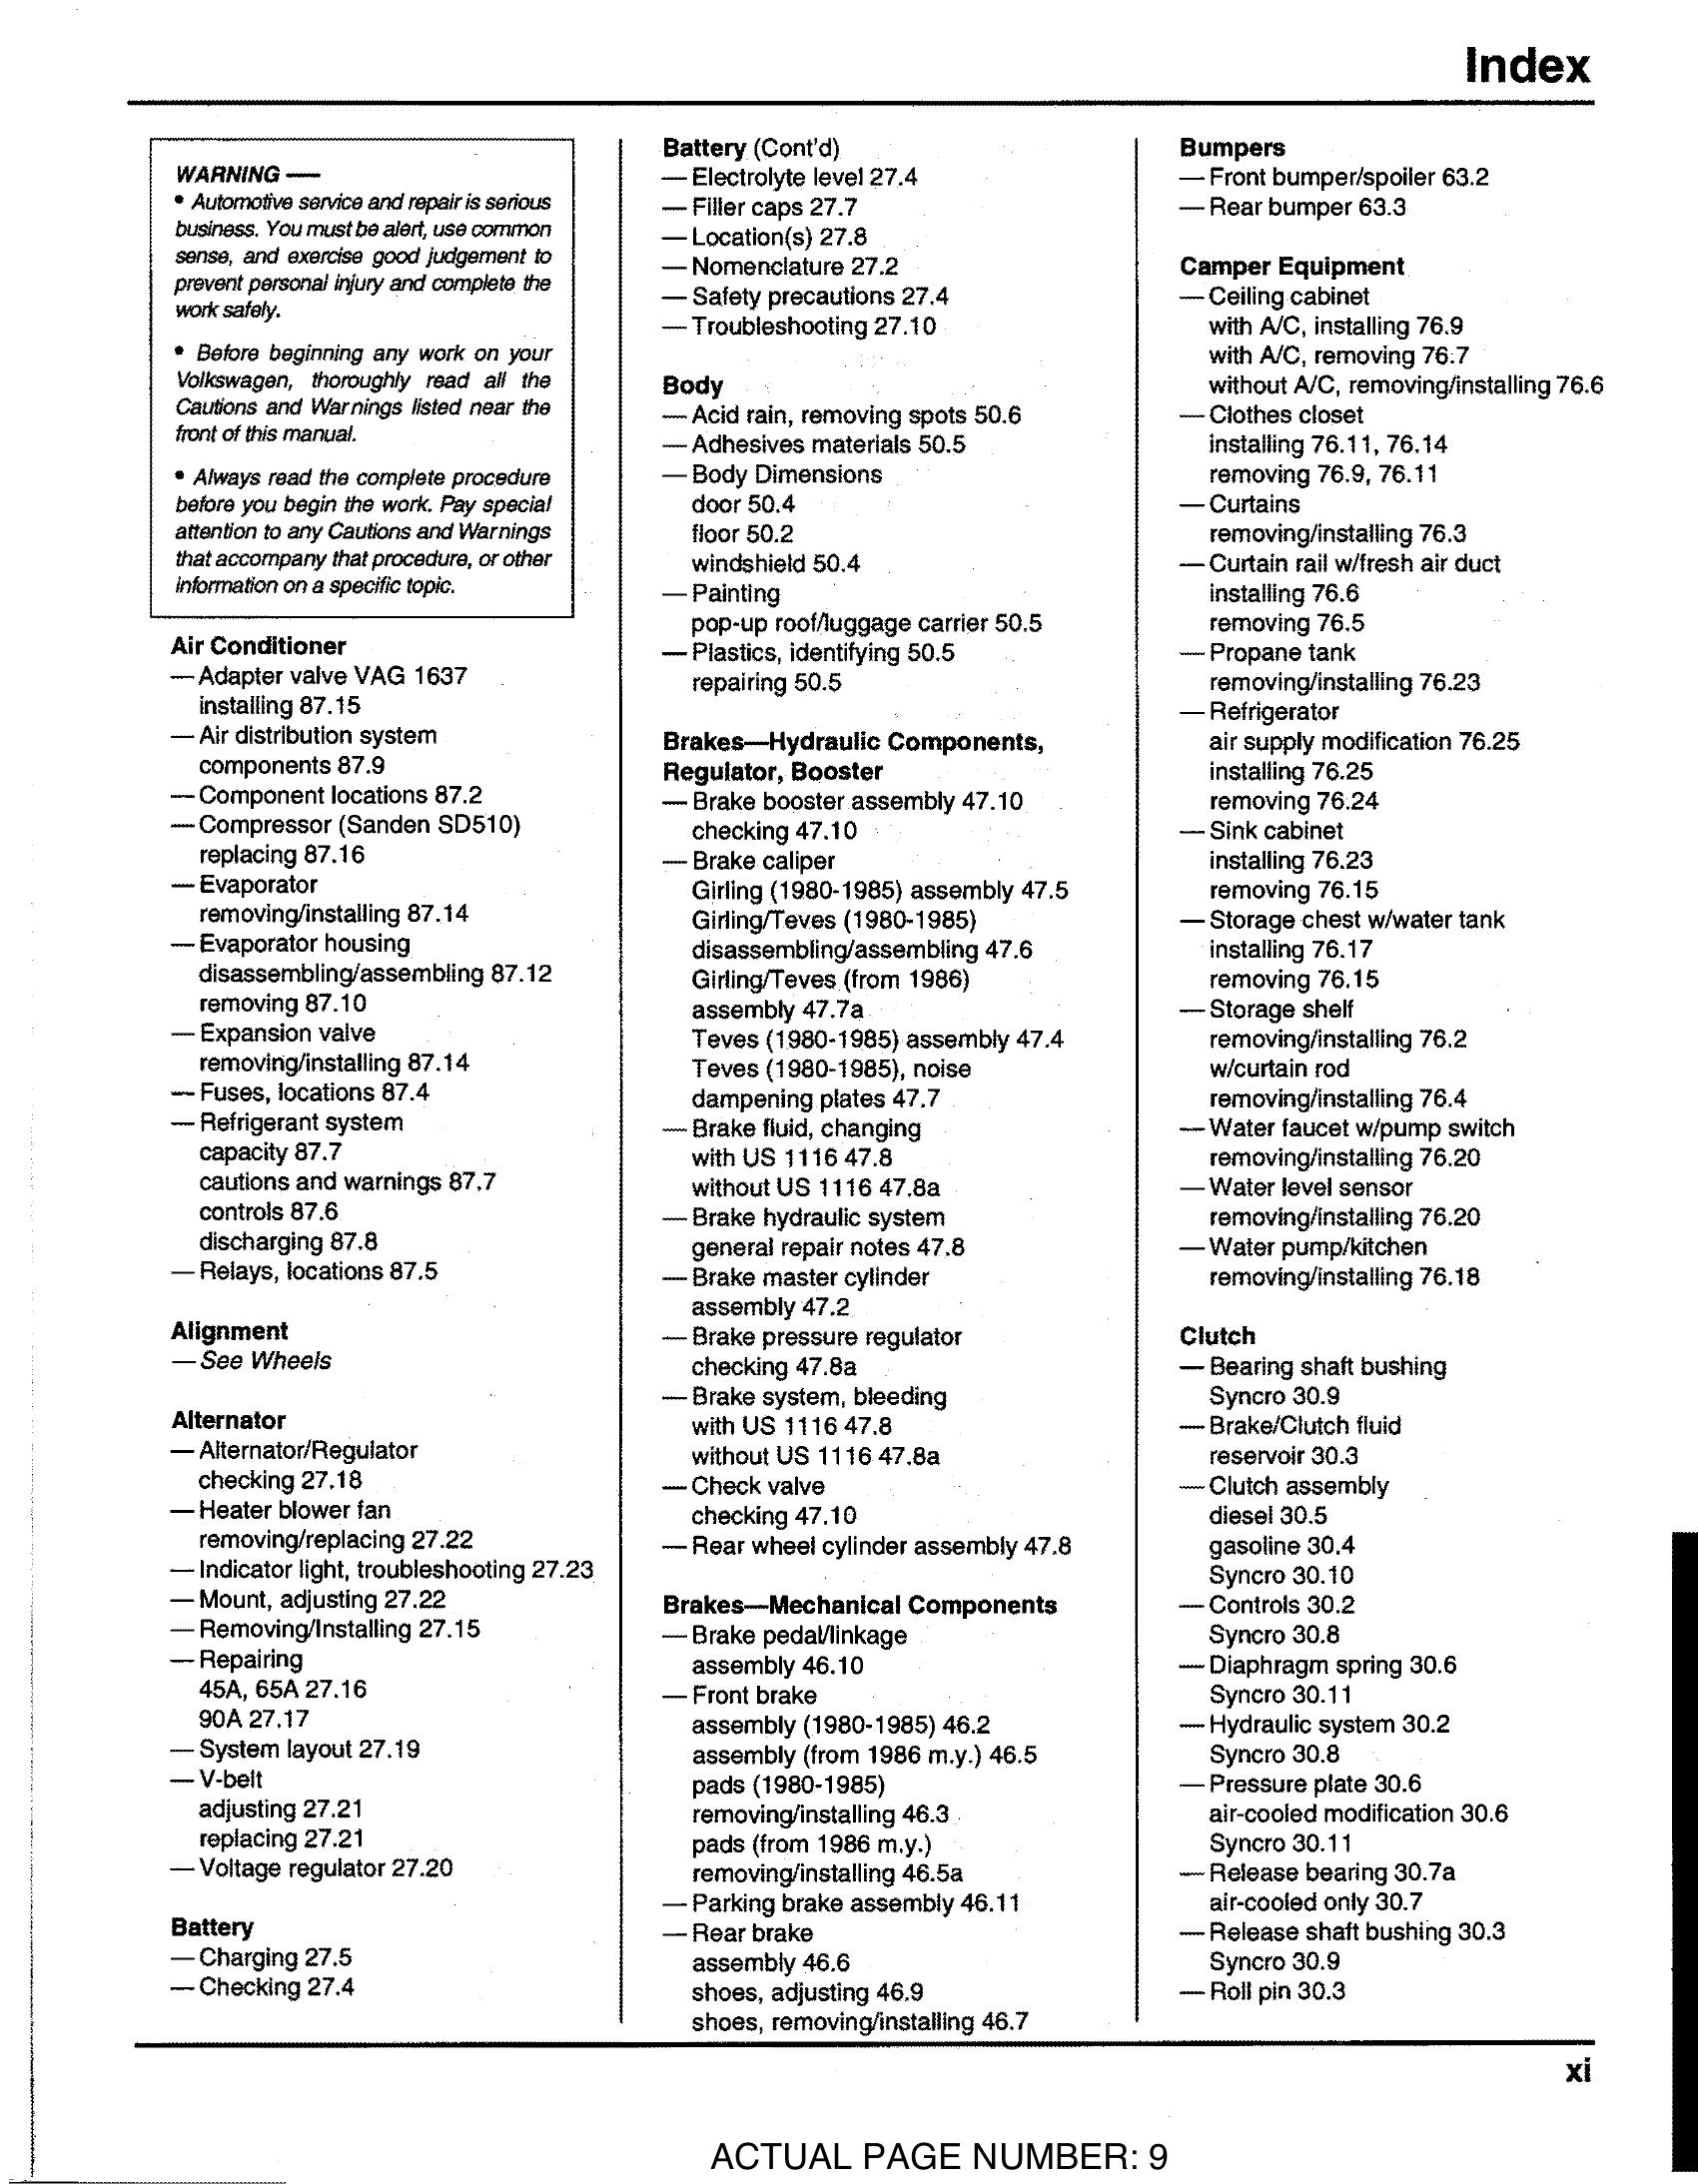 Index
WARNING —
• Automotive service and repair is serious
business. You must be alert, use common
sense, and exercise good judgement to
prevent personal injury and complete the
work safely.
• Before beginning any work on your
Volkswagen, thoroughly read all the
Cautions and Warnings listed near the
front of this manual.
• Always read the complete procedure
before you begin the work. Pay special
attention to any Cautions and Warnings
that accompany that procedure, or other
information on a specific topic.
Air Conditioner
— Adapter valve VAG 1637
installing 87.15
— Air distribution system
components 87.9
— Component locations 87.2
— Compressor (Sanden SD510)
replacing 87.16
— Evaporator
removing/installing 87.14
— Evaporator housing
disassembling/assembling 87.12
removing 87.10
— Expansion valve
removing/installing 87.14
— Fuses, locations 87.4
— Refrigerant system
capacity 87.7
cautions and warnings 87.7
controls 87.6
discharging 87.8
— Relays, locations 87.5
Alignment
— See Wheels
Alternator
— Alternator/Regulator
checking 27.18
— Heater blower fan
removing/replacing 27.22
— Indicator light, troubleshooting 27.23
— Mount, adjusting 27.22
— Removing/Installing 27.15
— Repairing
45A, 65A 27.16
90A 27.17
— System layout 27.19
— V-belt
adjusting 27.21
replacing 27.21
— Voltage regulator 27.20
Battery
— Charging 27.5
— Checking 27.4
Battery (Cont'd)
— Electrolyte level 27.4
— Filler caps 27.7
— Location(s) 27.8
— Nomenclature 27.2
— Safety precautions 27.4
— Troubleshooting 27.10
Body
— Acid rain, removing spots 50.6
— Adhesives materials 50.5
— Body Dimensions
door 50.4
floor 50.2
windshield 50.4
— Painting
pop-up roof/luggage carrier 50.5
— Plastics, identifying 50.5
repairing 50.5
Brakes—Hydraulic Components,
Regulator, Booster
— Brake booster assembly 47.10
checking 47.10
— Brake caliper
Girling (1980-1985) assembly 47.5
Girling/Teves (1980-1985)
disassembling/assembling 47.6
Girling/Teves (from 1986)
assembly 47.7a
Teves (1980-1985) assembly 47.4
Teves (1980-1985), noise
dampening plates 47.7
— Brake fluid, changing
with US 1116 47.8
without US 1116 47.8a
— Brake hydraulic system
general repair notes 47.8
— Brake master cylinder
assembly 47.2
— Brake pressure regulator
checking 47.8a
— Brake system, bleeding
with US 1116 47.8
without US 1116 47.8a
— Check valve
checking 47.10
— Rear wheel cylinder assembly 47.8
Brakes—Mechanical Components
— Brake pedal/linkage
assembly 46.10
— Front brake
assembly (1980-1985) 46.2
assembly (from 1986 m.y.) 46.5
pads (1980-1985)
removing/installing 46.3
pads (from 1986 m.y.)
removing/installing 46.5a
— Parking brake assembly 46.11
— Rear brake
assembly 46.6
shoes, adjusting 46.9
shoes, removing/installing 46.7
Bumpers
— Front bumper/spoiler 63.2
— Rear bumper 63.3
Camper Equipment
— Ceiling cabinet
with A/C, installing 76.9
with A/C, removing 76.7
without A/C, removing/installing 76.6
— Clothes closet
installing 76.11, 76.14
removing 76.9, 76.11
— Curtains
removing/installing 76.3
— Curtain rail w/fresh air duct
installing 76.6
removing 76.5
— Propane tank
removing/installing 76.23
— Refrigerator
air supply modification 76.25
installing 76.25
removing 76.24
— Sink cabinet
installing 76.23
removing 76.15
— Storage chest w/water tank
installing 76.17
removing 76.15
— Storage shelf
removing/installing 76.2
w/curtain rod
removing/installing 76.4
— Water faucet w/pump switch
removing/installing 76.20
— Water level sensor
removing/installing 76.20
— Water pump/kitchen
removing/installing 76.18
Clutch
— Bearing shaft bushing
Syncro 30.9
— Brake/Clutch fluid
reservoir 30.3
— Clutch assembly
diesel 30.5
gasoline 30.4
Syncro 30.10
— Controls 30.2
Syncro 30.8
— Diaphragm spring 30.6
Syncro 30.11
— Hydraulic system 30.2
Syncro 30.8
— Pressure plate 30.6
air-cooled modification 30.6
Syncro 30.11
— Release bearing 30.7a
air-cooled only 30.7
— Release shaft bushing 30.3
Syncro 30.9
— Roll pin 30.3
xi
ACTUAL PAGE NUMBER: 9